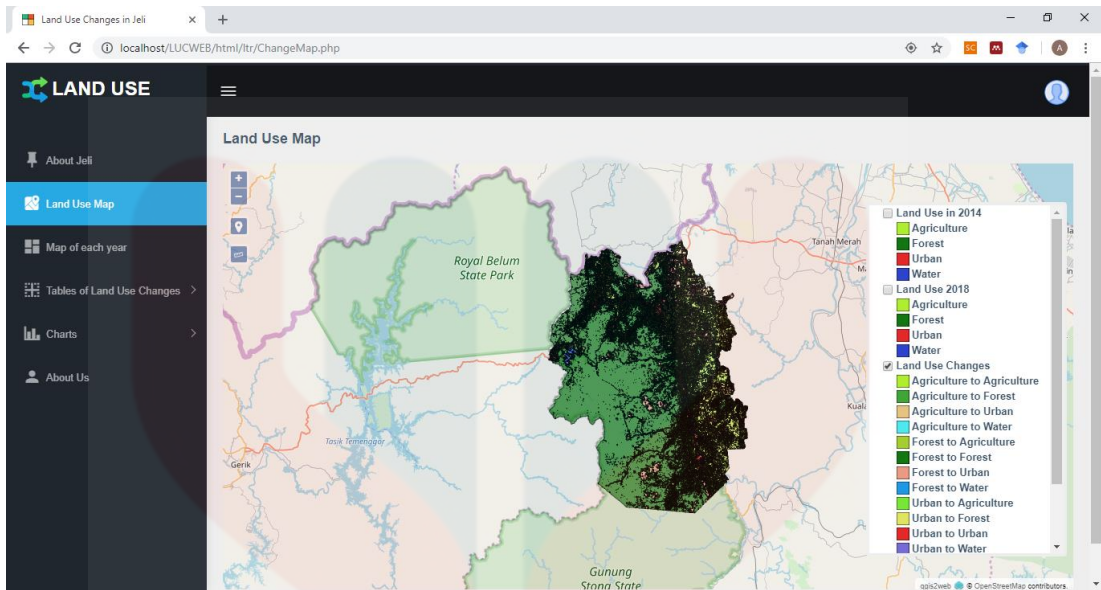 Land Use Changes in Jeli
localhost/LUCWEB/html/ltr/ChangeMap.php
SC
A
LAND USE
About Jeli
Land Use Map
Map of each year
Tables of Land Use Changes
Charts
About Us
Land Use Map
Royal Belum
State Park
Tasik Temenggor
Gerik
Tanah Merah
Kuala
Gunung
Stong State
Land Use in 2014
Agriculture
Forest
Urban
Water
Land Use 2018
Agriculture
Forest
Urban
Water
Land Use Changes
Agriculture to Agriculture
Agriculture to Forest
Agriculture to Urban
Agriculture to Water
Forest to Agriculture
Forest to Forest
Forest to Urban
Forest to Water
Urban to Agriculture
Urban to Forest
Urban to Urban
Urban to Water
qgis2web © OpenStreetMap contributors.